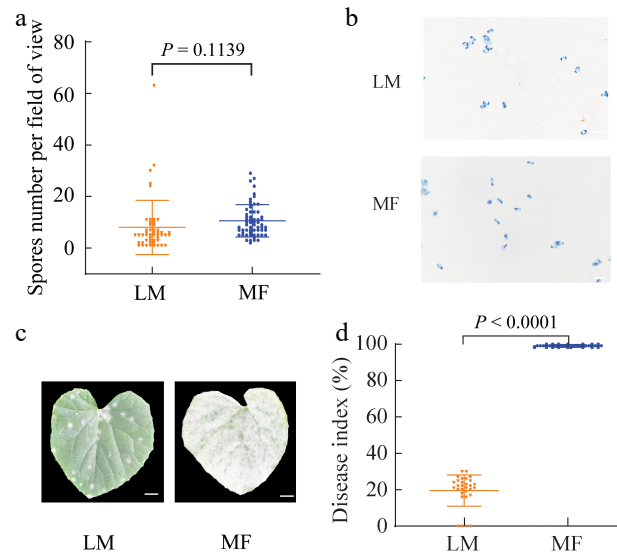 a
Spores number per field of view
80
60
40
20
0
P = 0.1139
LM
MF
b
LM
MF
c
LM
MF
d
Disease index (%)
100
80
60
40
20
0
P < 0.0001
LM
MF